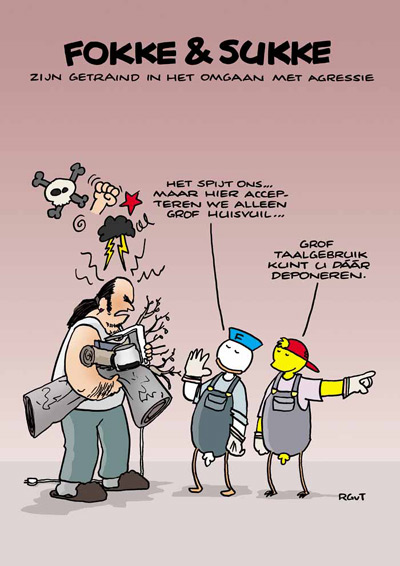 FOKKE & SUKKE
ZIJN GETRAIND IN HET OMGAAN MET AGRESSIE
HET SPIJT ONS...
MAAR HIER ACCEP-
TEREN WE ALLEEN
GROF HUISVUIL...
GROF
TAALGEBRUIK
KUNT U DÁÁR
DEPONEREN.
F
RGvT